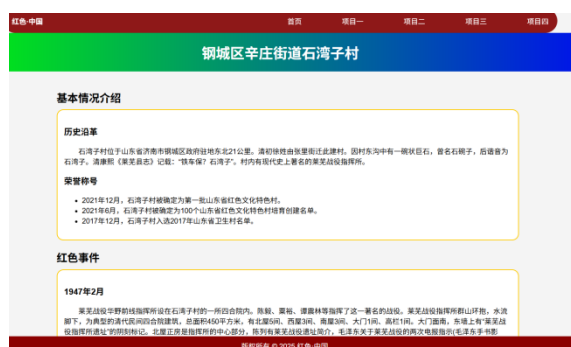 红色·中国
首页 项目一 项目二 项目三 项目四
钢城区辛庄街道石湾子村
基本情况介绍
历史沿革
石湾子村位于山东省济南市钢城区政府驻地东北21公里。清初徐姓由张里街迁此建村。因村东沟中有一碗状巨石，曾名石碗子，后谐音为
石湾子。清康熙《莱芜县志》记载：“铁车保？石湾子”。村内有现代史上著名的莱芜战役指挥所。
荣誉称号
2021年12月，石湾子村被确定为第一批山东省红色文化特色村。
2021年6月，石湾子村被确定为100个山东省红色文化特色村培育创建名单。
2017年12月，石湾子村入选2017年山东省卫生村名单。
红色事件
1947年2月
莱芜战役华野前线指挥所设在石湾子村的一所四合院内。陈毅、粟裕、谭震林等指挥了这一著名的战役。莱芜战役指挥所群山环抱，水流
脚下，为典型的清代民间四合院建筑，总面积450平方米。有北屋5间、西屋3间、南屋3间、大门1间、高栏1间。大门面南，东墙上有“莱芜战
役指挥所遗址”的阴刻标记。北屋正房是指挥所的中心部分，陈列有莱芜战役遗址简介，毛泽东关于莱芜战役的两次电报指示(毛泽东手书影
版权所有 © 2025 红色·中国